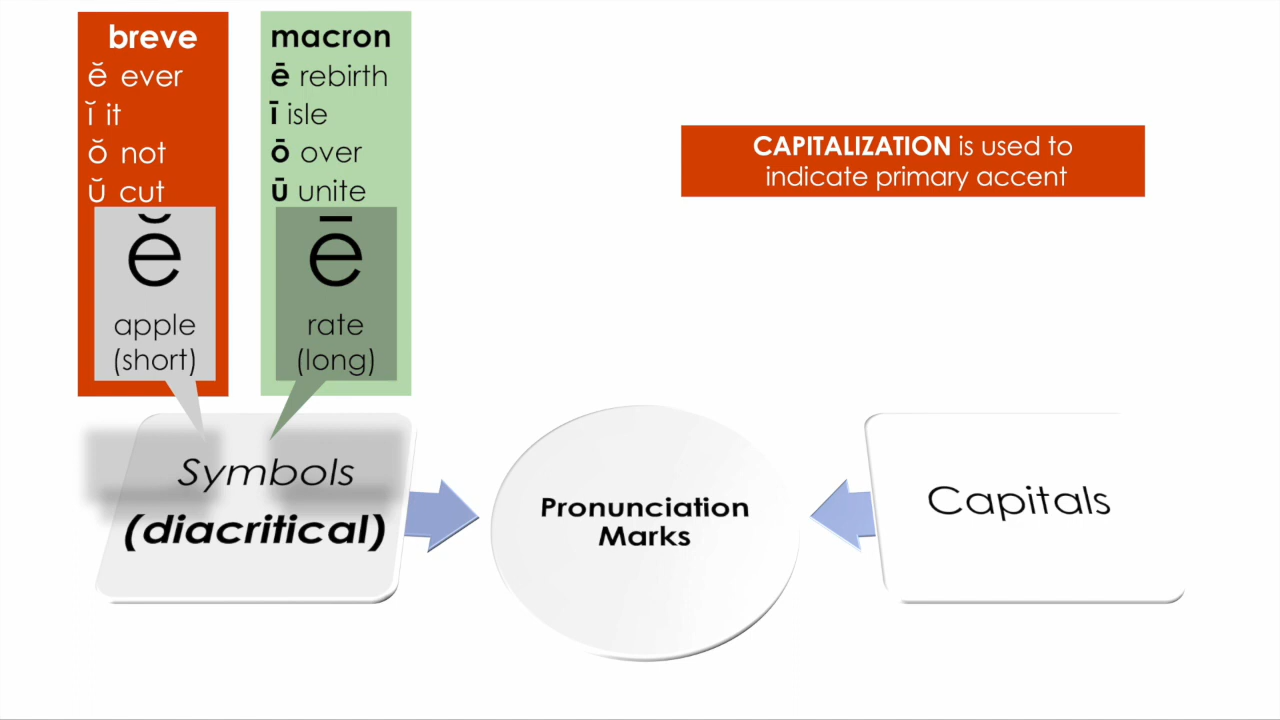 breve
ĕ ever
ĭ it
ŏ not
ŭ cut
ĕ
apple
(short)
macron
ē rebirth
ī isle
ō over
ū unite
ē
rate
(long)
CAPITALIZATION is used to
indicate primary accent
Symbols
(diacritical)
Pronunciation
Marks
Capitals